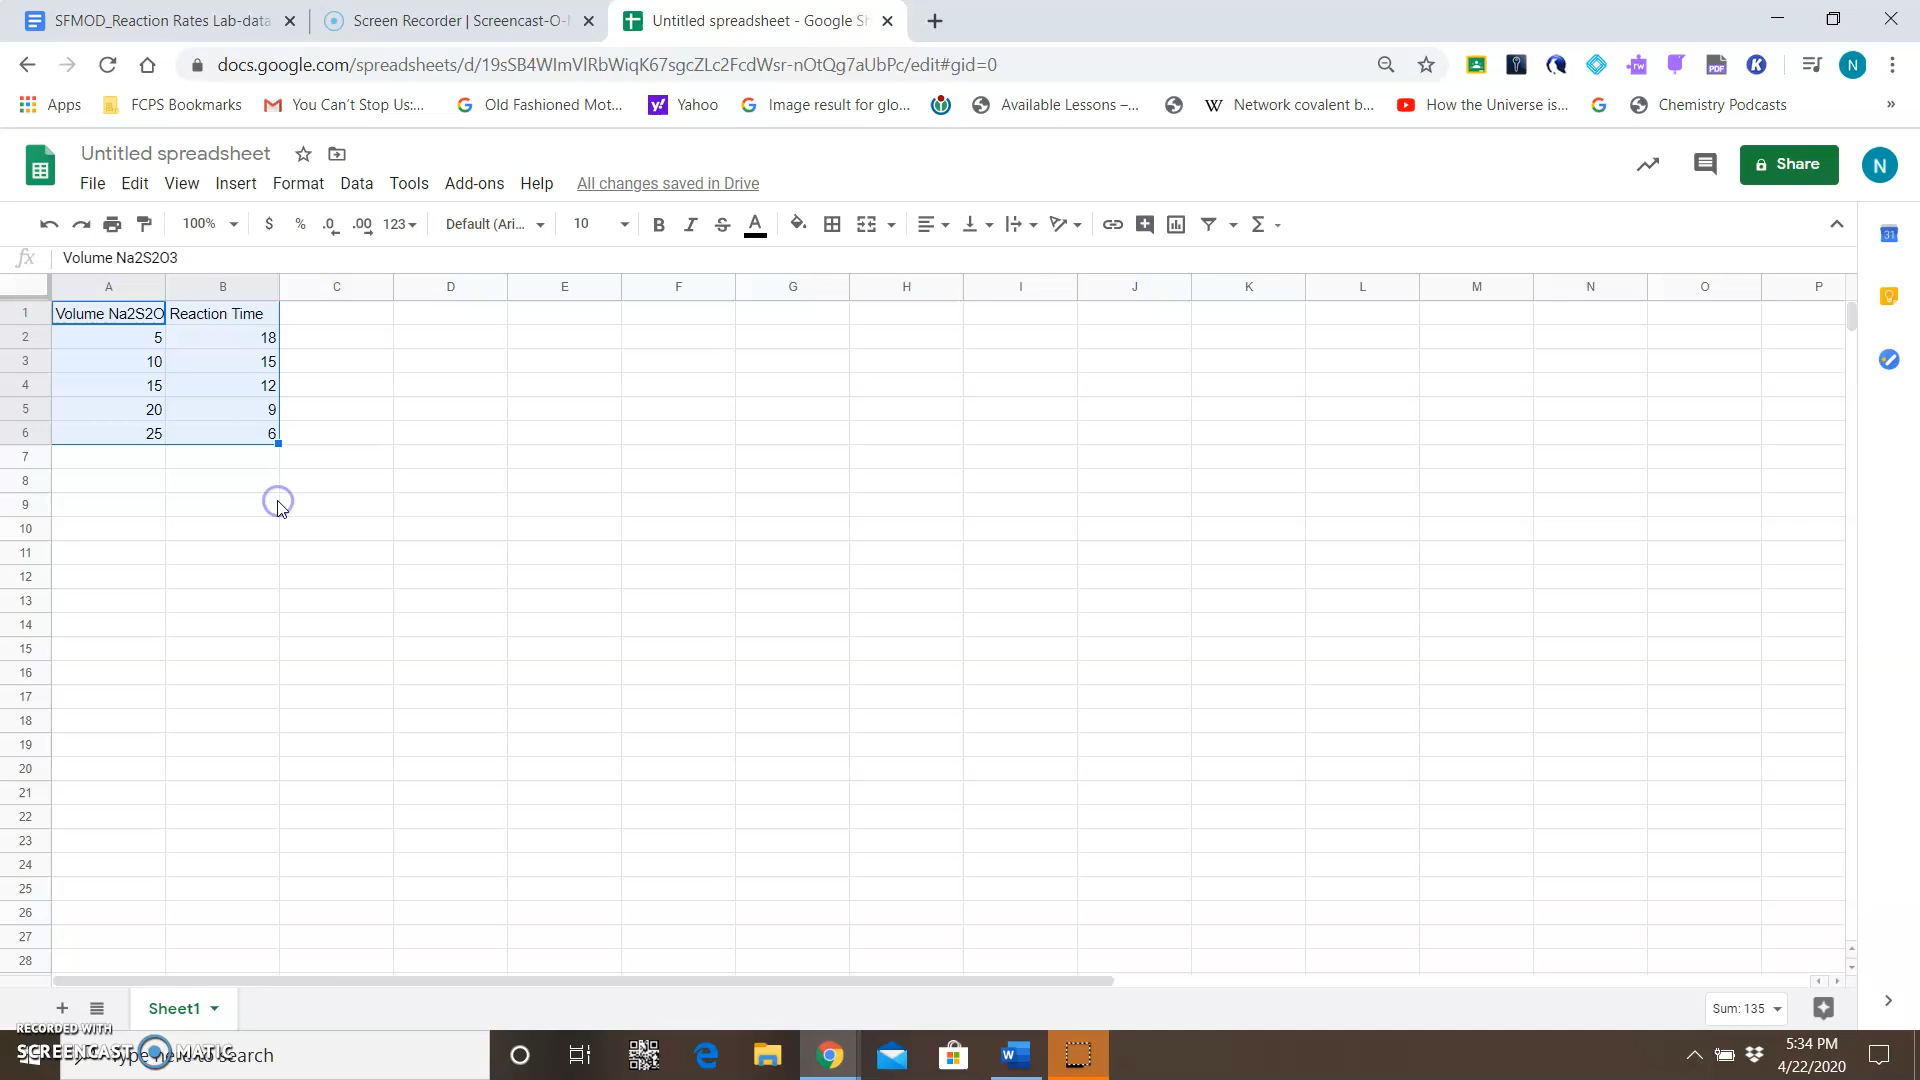 SFMOD_Reaction Rates Lab-data
Screen Recorder | Screencast-O-
Untitled spreadsheet - Google Sh
docs.google.com/spreadsheets/d/19sSB4WImVlRbWiqK67sgcZLc2FcdWsr-nOtQg7aUbPc/edit#gid=0
N
Apps FCPS Bookmarks You Can't Stop Us:... Old Fashioned Mot... Yahoo Image result for glo... Available Lessons –... Network covalent b... How the Universe is... Chemistry Podcasts »
Untitled spreadsheet
Share
N
File Edit View Insert Format Data Tools Add-ons Help All changes saved in Drive
100% $ % .0 .00 123 Default (Ari... 10 B I S A
31
fx Volume Na2S2O3
A B C D E F G H I J K L M N O P
1 Volume Na2S2O Reaction Time
2 5 18
3 10 15
4 15 12
5 20 9
6 25 6
7
8
9
10
11
12
13
14
15
16
17
18
19
20
21
22
23
24
25
26
27
28
Sheet1
Sum: 135
RECORDED WITH
SCREENCAST MATIC
Type here to search
5:34 PM
4/22/2020